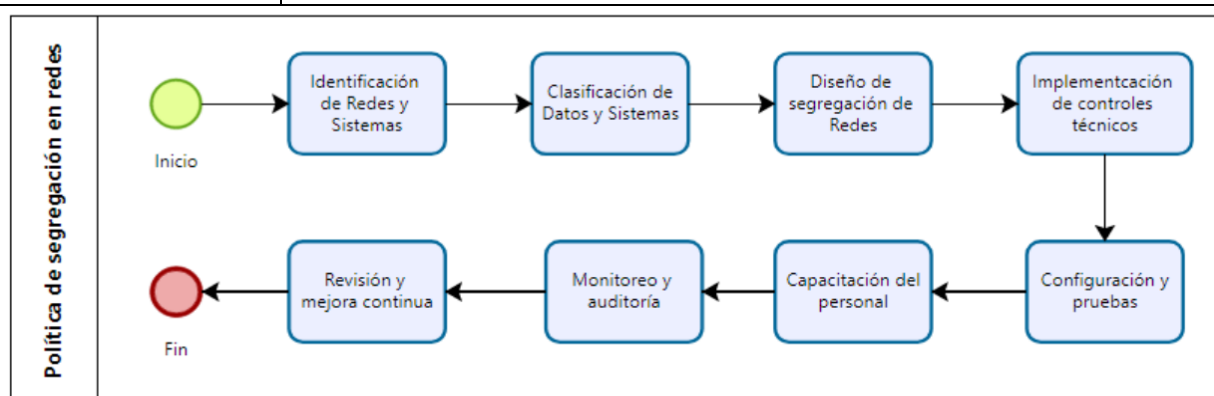 Política de segregación en redes
Inicio
Identificación
de Redes y
Sistemas
Clasificación de
Datos y Sistemas
Diseño de
segregación de
Redes
Implementcación
de controles
técnicos
Configuración y
pruebas
Capacitación del
personal
Monitoreo y
auditoría
Revisión y
mejora continua
Fin